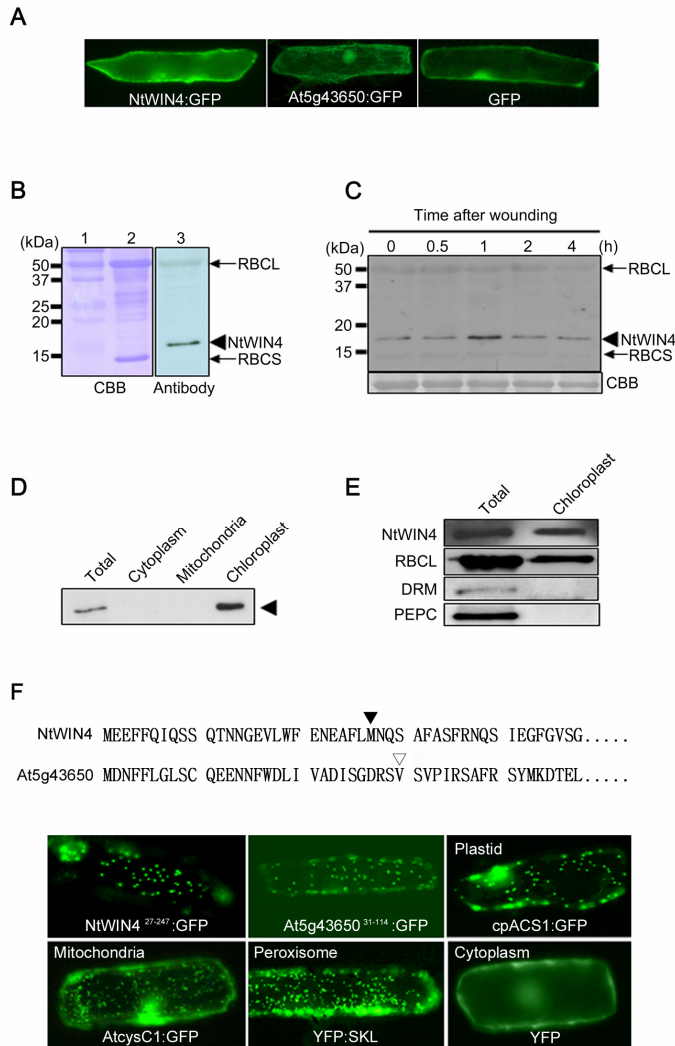 A
NtWIN4:GFP At5g43650:GFP GFP
B
1 2 3
(kDa)
50
37
25
20
15
RBCL
NtWIN4
RBCS
CBB Antibody
C
Time after wounding
(kDa) 0 0.5 1 2 4 (h)
50
37
20
15
RBCL
NtWIN4
RBCS
CBB
D
Total Cytoplasm Mitochondria Chloroplast
E
Total Chloroplast
NtWIN4
RBCL
DRM
PEPC
F
NtWIN4 MEEFFQIQSS QTNNGEVLWF ENEAFLMNQS AFASFRNQS IEGFGVSG.....
At5g43650 MDNFFLGLSCQEENNFWDLI VADISGDRSV SVPIRSAFR SYMKDTEL.....
NtWIN4 27-247:GFP
At5g43650 31-114:GFP
Plastid
cpACS1:GFP
Mitochondria
AtcysC1:GFP
Peroxisome
YFP:SKL
Cytoplasm
YFP